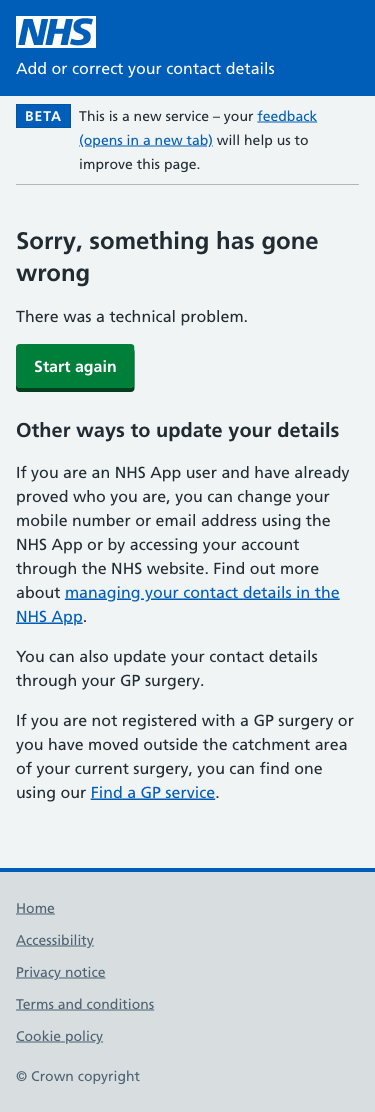 NHS
Add or correct your contact details
BETA
This is a new service – your feedback
(opens in a new tab) will help us to
improve this page.
Sorry, something has gone
wrong
There was a technical problem.
Start again
Other ways to update your details
If you are an NHS App user and have already
proved who you are, you can change your
mobile number or email address using the
NHS App or by accessing your account
through the NHS website. Find out more
about managing your contact details in the
NHS App.
You can also update your contact details
through your GP surgery.
If you are not registered with a GP surgery or
you have moved outside the catchment area
of your current surgery, you can find one
using our Find a GP service.
Home
Accessibility
Privacy notice
Terms and conditions
Cookie policy
© Crown copyright